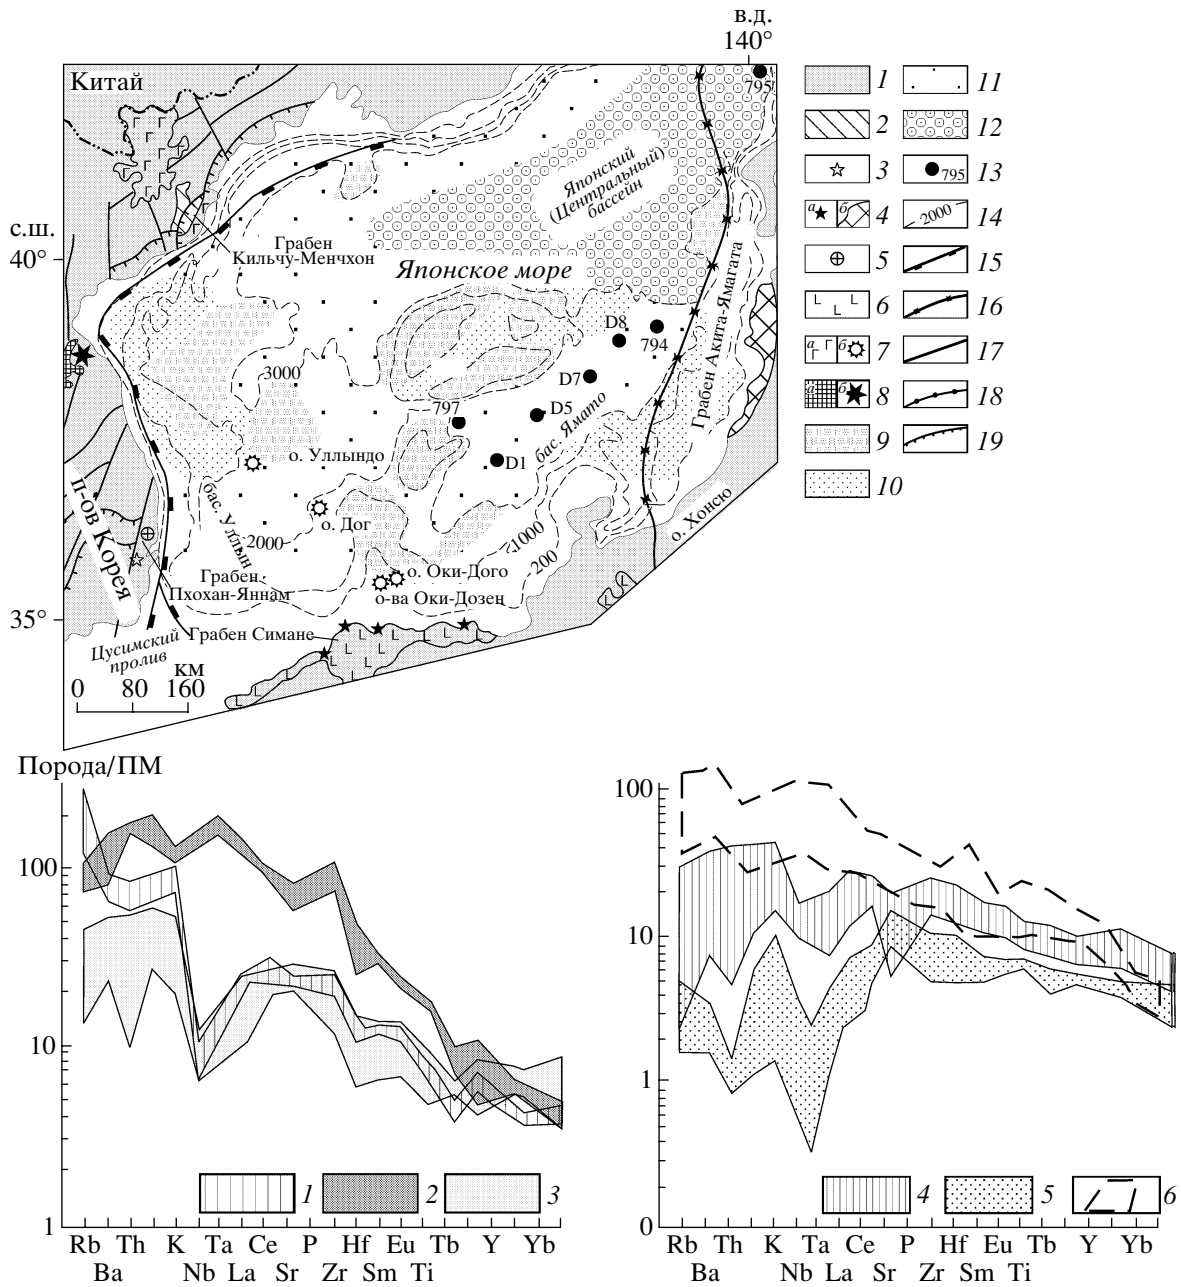 в.д.
140°
Китай
795
Японский
(Центральный)
бассейн
с.ш.
40°
Грабен
Кильчу-Менчхон
Японское море
Грабен Акита-Ямагата
D8
794
3000
D7
797
D5
бас. Ямато
о. Уллындо
D1
п-ов Корея
бас. Уллын
о. Дог
2000
1000
200
о. Хонсю
Грабен
Пхохан-Яннам
о. Оки-Дого
о-ва Оки-Дозен
35°
Цусимский
пролив
Грабен Симане
км
0 80 160
1 11
2 12
3 795 13
а б 4 2000 14
5 15
6 16
а б 7 17
а б 8 18
9 19
10
Порода/ПМ
100
10
1
1 2 3
Rb Th K Ta Ce P Hf Eu Tb Y Yb
Ba Nb La Sr Zr Sm Ti
100
10
1
0
4 5 6
Rb Th K Ta Ce P Hf Eu Tb Y Yb
Ba Nb La Sr Zr Sm Ti